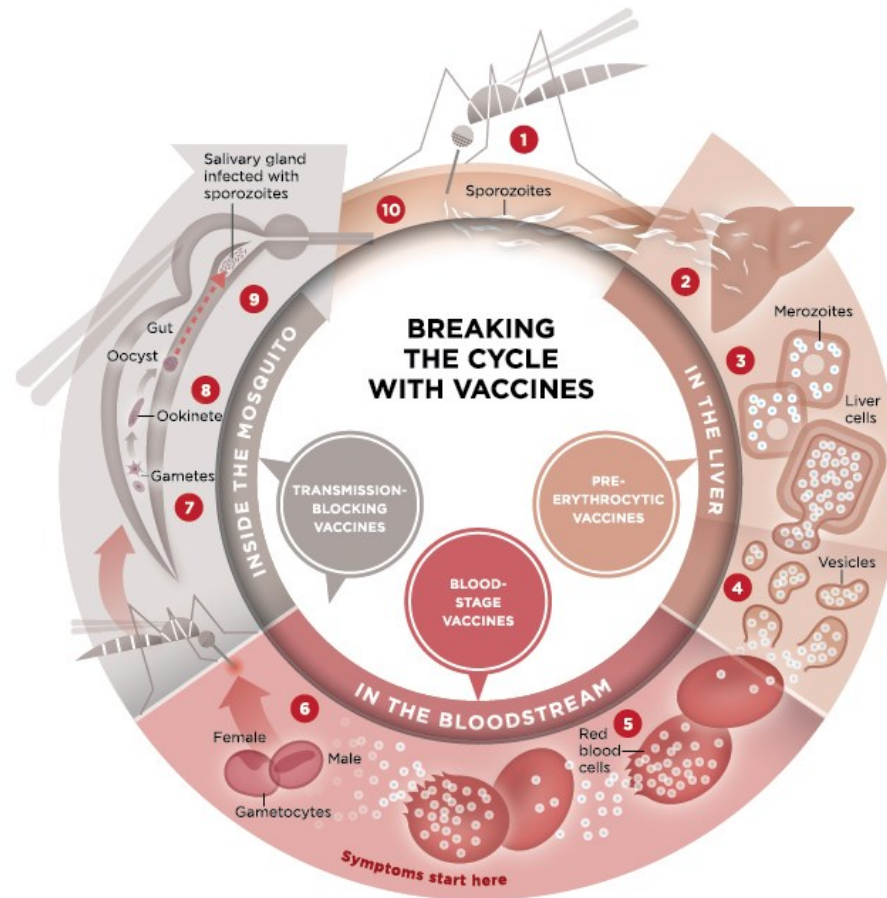 1
Salivary gland
infected with
sporozoites
10
Sporozoites
2
9
Gut
Oocyst
8
Ookinete
Gametes
7
BREAKING
THE CYCLE
WITH VACCINES
Merozoites
3
Liver
cells
INSIDE THE MOSQUITO
IN THE LIVER
TRANSMISSION-
BLOCKING
VACCINES
PRE-
ERYTHROCYTIC
VACCINES
BLOOD-
STAGE
VACCINES
Vesicles
4
IN THE BLOODSTREAM
6
5
Female
Male
Gametocytes
Red
blood
cells
Symptoms start here